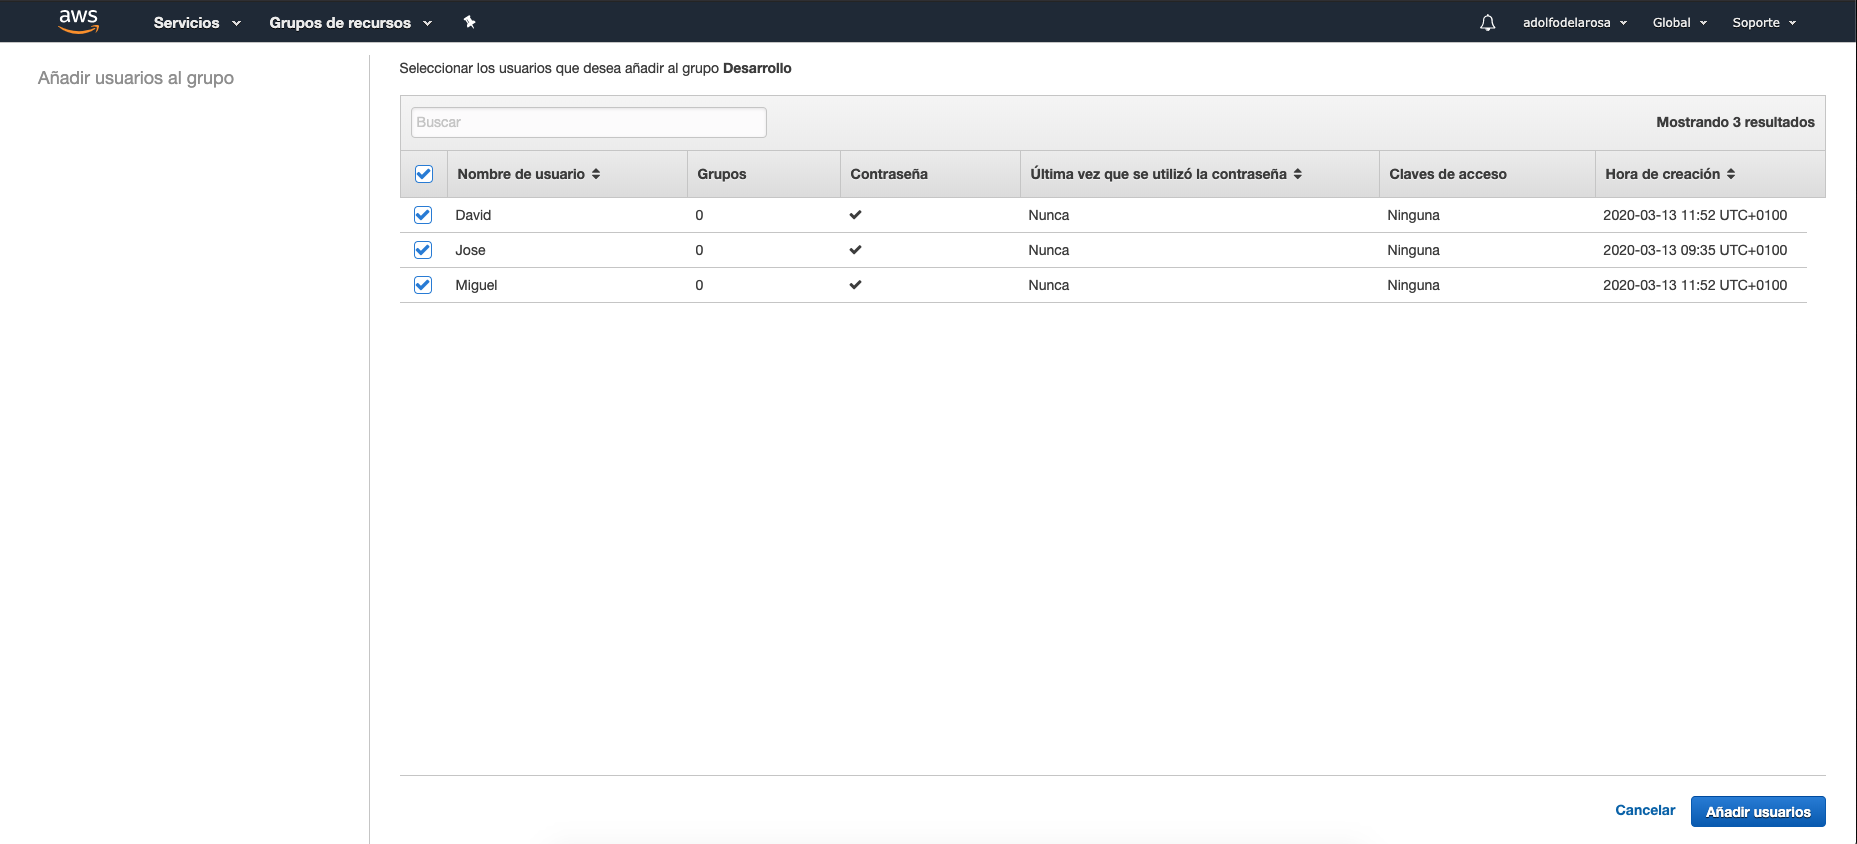 aws Servicios Grupos de recursos adolfodelarosa Global Soporte
Añadir usuarios al grupo
Seleccionar los usuarios que desea añadir al grupo Desarrollo
Buscar Mostrando 3 resultados
Nombre de usuario Grupos Contraseña Última vez que se utilizó la contraseña Claves de acceso Hora de creación
David 0 Nunca Ninguna 2020-03-13 11:52 UTC+0100
Jose 0 Nunca Ninguna 2020-03-13 09:35 UTC+0100
Miguel 0 Nunca Ninguna 2020-03-13 11:52 UTC+0100
Cancelar Añadir usuarios